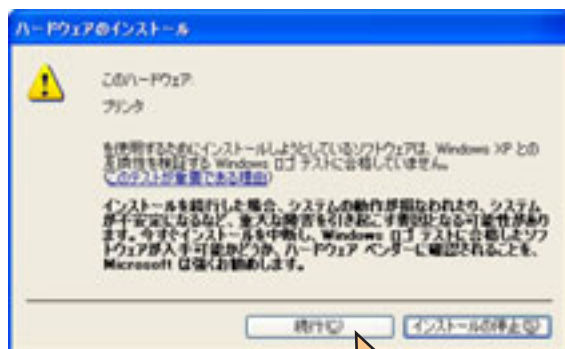 ハードウェアのインストール
このハードウェア:
プリンタ
を使用するためにインストールしようとしているソフトウェアは、Windows XP との
互換性を検証する Windows ロゴ テストに合格していません。
(このテストが重要である理由)
インストールを続行した場合、システムの動作が損なわれたり、システム
が不安定になるなど、重大な障害を引き起こす要因となる可能性があり
ます。今すぐインストールを中断し、Windows ロゴ テストに合格したソフ
トウェアが入手可能かどうか、ハードウェア ベンダーに確認されることを、
Microsoft は強くお勧めします。
続行(C)
インストールの停止(S)